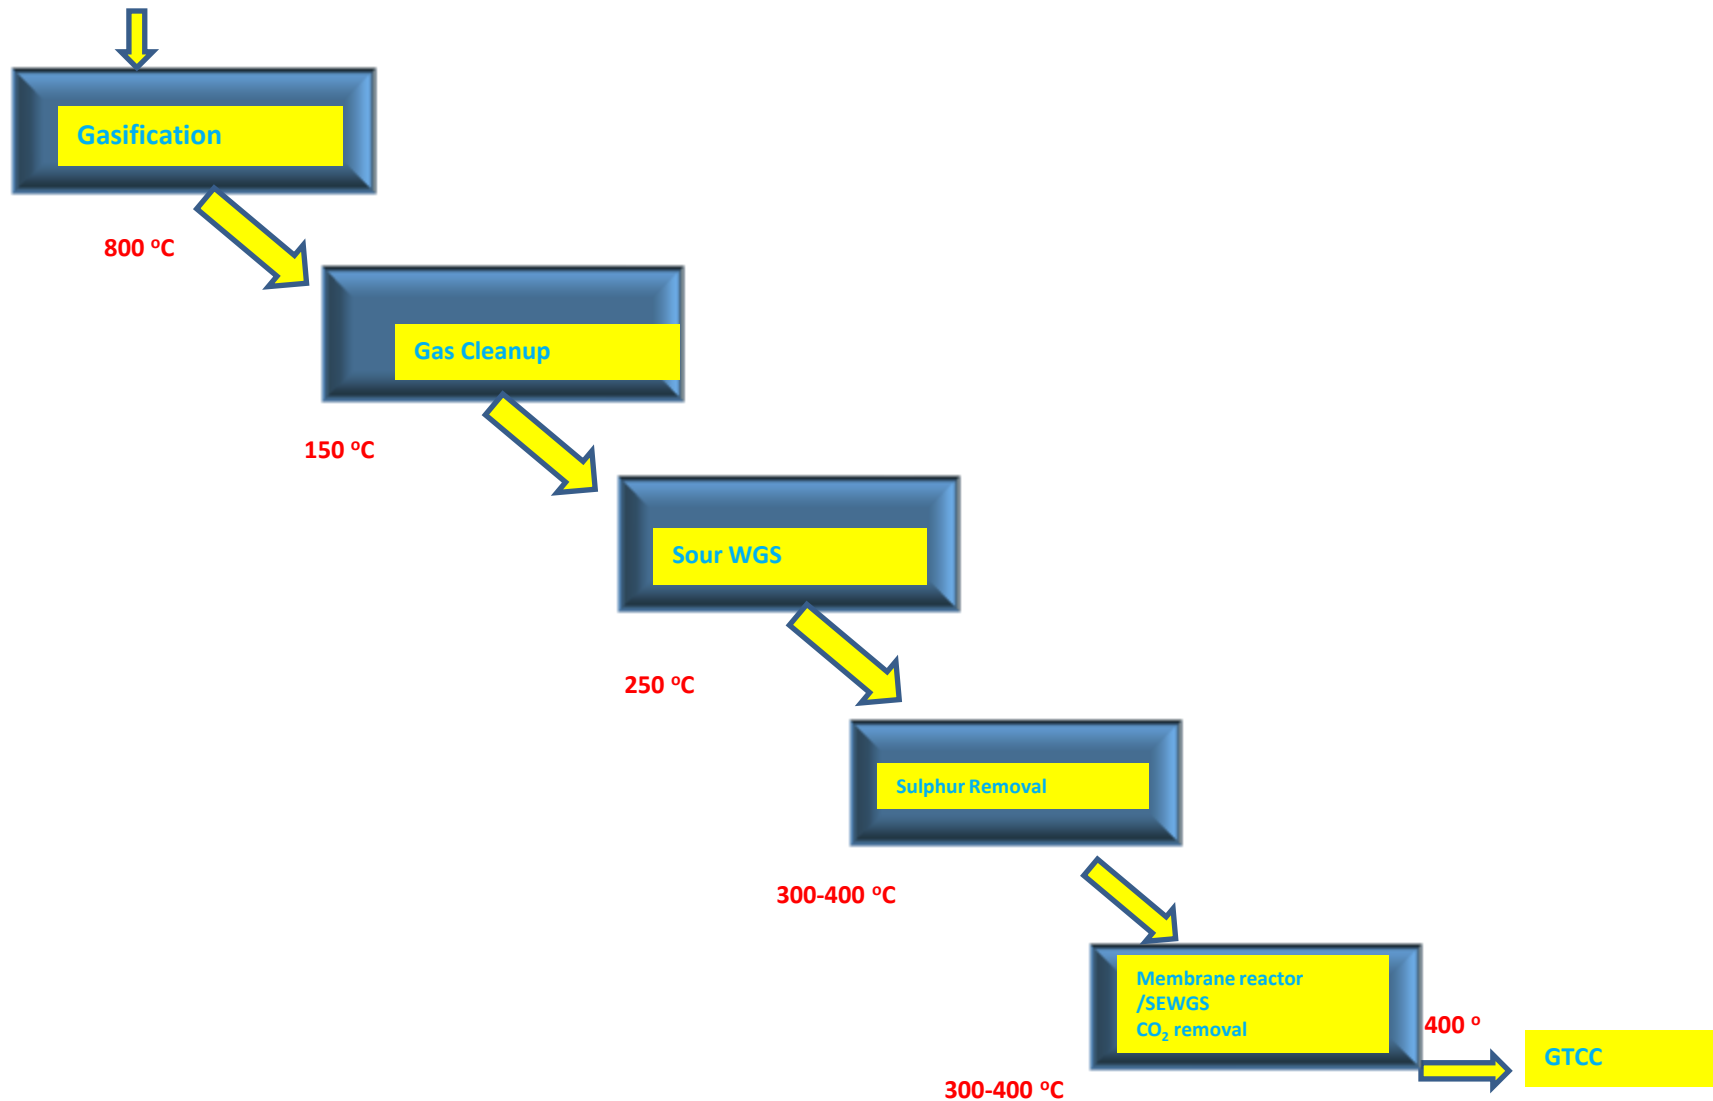 Gasification
800 °C
Gas Cleanup
150 °C
Sour WGS
250 °C
Sulphur Removal
300-400 °C
Membrane reactor
/SEWGS
CO₂ removal
400 °
GTCC
300-400 °C